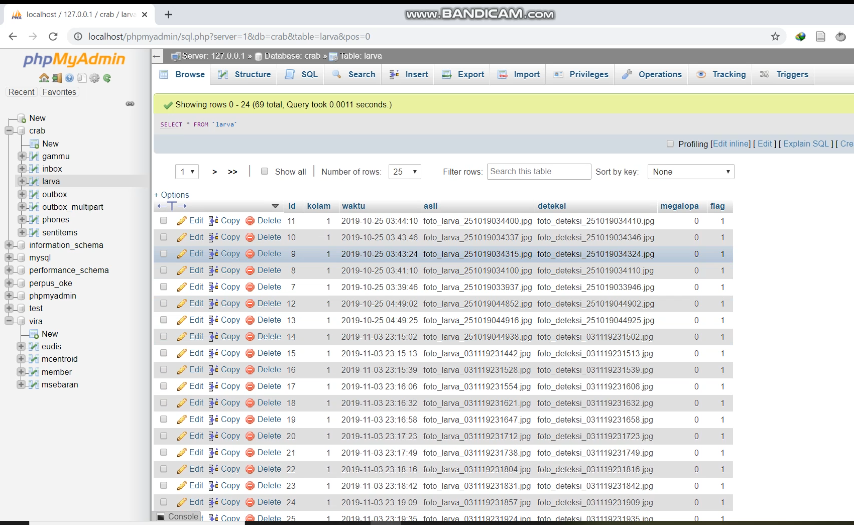 www.BANDICAM.com
localhost / 127.0.0.1 / crab / larva
localhost/phpmyadmin/sql.php?server=1&db=crab&table=larva&pos=0
phpMyAdmin
Recent Favorites
New
crab
New
gammu
inbox
larva
outbox
outbox_multipart
phones
sentitems
information_schema
mysql
performance_schema
perpus_oke
phpmyadmin
test
vira
New
mcentroid
member
msebaran
Server: 127.0.0.1 » Database: crab » Table: larva
Browse Structure SQL Search Insert Export Import Privileges Operations Tracking Triggers
Showing rows 0 - 24 (69 total, Query took 0.0011 seconds.)
SELECT * FROM `larva`
Profiling [Edit inline] [ Edit ] [ Explain SQL ] [ Cre
1 > >> Show all Number of rows: 25 Filter rows: Search this table Sort by key: None
+ Options
id kolam waktu asli deteksi megalopa flag
Edit Copy Delete 11 1 2019-10-25 03:44:10 foto_larva_251019034400.jpg foto_deteksi_251019034410.jpg 0 1
Edit Copy Delete 10 1 2019-10-25 03:43:46 foto_larva_251019034337.jpg foto_deteksi_251019034346.jpg 0 1
Edit Copy Delete 9 1 2019-10-25 03:43:24 foto_larva_251019034315.jpg foto_deteksi_251019034324.jpg 0 1
Edit Copy Delete 8 1 2019-10-25 03:41:10 foto_larva_251019034100.jpg foto_deteksi_251019034110.jpg 0 1
Edit Copy Delete 7 1 2019-10-25 03:39:46 foto_larva_251019033937.jpg foto_deteksi_251019033946.jpg 0 1
Edit Copy Delete 12 1 2019-10-25 04:49:02 foto_larva_251019044852.jpg foto_deteksi_251019044902.jpg 0 1
Edit Copy Delete 13 1 2019-10-25 04:49:25 foto_larva_251019044916.jpg foto_deteksi_251019044925.jpg 0 1
Edit Copy Delete 14 1 2019-11-03 23:15:02 foto_larva_251019044938.jpg foto_deteksi_031119231502.jpg 0 1
Edit Copy Delete 15 1 2019-11-03 23:15:13 foto_larva_031119231442.jpg foto_deteksi_031119231513.jpg 0 1
Edit Copy Delete 16 1 2019-11-03 23:15:39 foto_larva_031119231528.jpg foto_deteksi_031119231539.jpg 0 1
Edit Copy Delete 17 1 2019-11-03 23:16:06 foto_larva_031119231554.jpg foto_deteksi_031119231606.jpg 0 1
Edit Copy Delete 18 1 2019-11-03 23:16:32 foto_larva_031119231621.jpg foto_deteksi_031119231632.jpg 0 1
Edit Copy Delete 19 1 2019-11-03 23:16:58 foto_larva_031119231647.jpg foto_deteksi_031119231658.jpg 0 1
Edit Copy Delete 20 1 2019-11-03 23:17:23 foto_larva_031119231712.jpg foto_deteksi_031119231723.jpg 0 1
Edit Copy Delete 21 1 2019-11-03 23:17:49 foto_larva_031119231738.jpg foto_deteksi_031119231749.jpg 0 1
Edit Copy Delete 22 1 2019-11-03 23:18:16 foto_larva_031119231804.jpg foto_deteksi_031119231816.jpg 0 1
Edit Copy Delete 23 1 2019-11-03 23:18:42 foto_larva_031119231831.jpg foto_deteksi_031119231842.jpg 0 1
Edit Copy Delete 24 1 2019-11-03 23:19:09 foto_larva_031119231857.jpg foto_deteksi_031119231909.jpg 0 1
Console Copy Delete 25 1 2019-11-03 23:19:35 foto_larva_031119231924.jpg foto_deteksi_031119231935.jpg 0 1